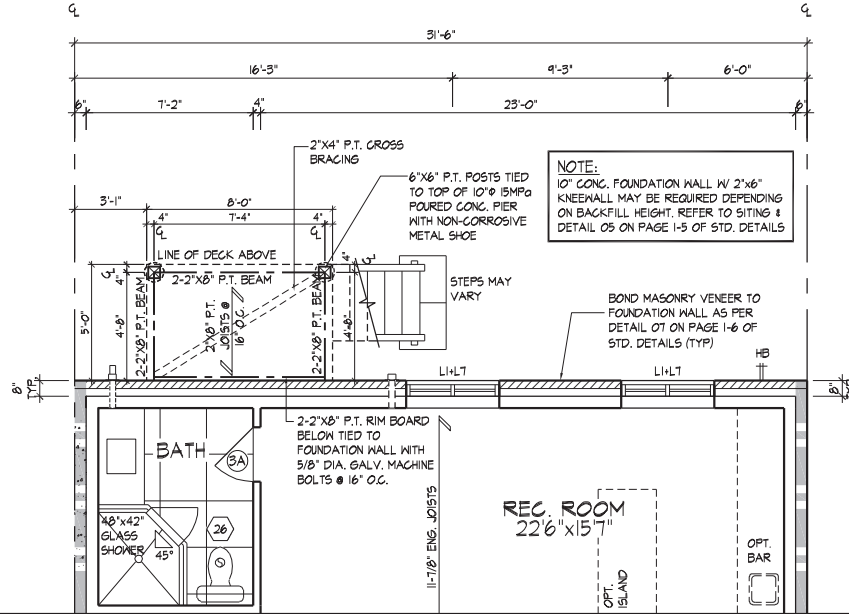 ℄ ℄
31'-6"
16'-3" 9'-3" 6'-0"
6" 7'-2" 4" 23'-0" 6"
2"X4" P.T. CROSS
BRACING
6"X6" P.T. POSTS TIED
TO TOP OF 10"Φ 15MPa
POURED CONC. PIER
WITH NON-CORROSIVE
METAL SHOE
NOTE:
10" CONC. FOUNDATION WALL W/ 2"x6"
KNEEWALL MAY BE REQUIRED DEPENDING
ON BACKFILL HEIGHT. REFER TO SITING &
DETAIL 05 ON PAGE 1-5 OF STD. DETAILS
3'-1" 8'-0"
4" 7'-4" 4"
℄ ℄
LINE OF DECK ABOVE
2-2"X8" P.T. BEAM
℄ 4"
℄ 4"
5'-0"
4'-8"
2-2"X8" P.T. BEAM
2"X8" P.T.
JOISTS @
16" O.C.
2-2"X8" P.T. BEAM
4'-8"
STEPS MAY
VARY
BOND MASONRY VENEER TO
FOUNDATION WALL AS PER
DETAIL 07 ON PAGE 1-6 OF
STD. DETAILS (TYP)
HB
8"
TYP.
L1+L7 L1+L7
8"
2-2"X8" P.T. RIM BOARD
BELOW TIED TO
FOUNDATION WALL WITH
5/8" DIA. GALV. MACHINE
BOLTS @ 16" O.C.
BATH
3A
48"x42"
GLASS
SHOWER
45°
26
11-7/8" ENG. JOISTS
REC. ROOM
22'6"x15'7"
OPT.
ISLAND
OPT.
BAR